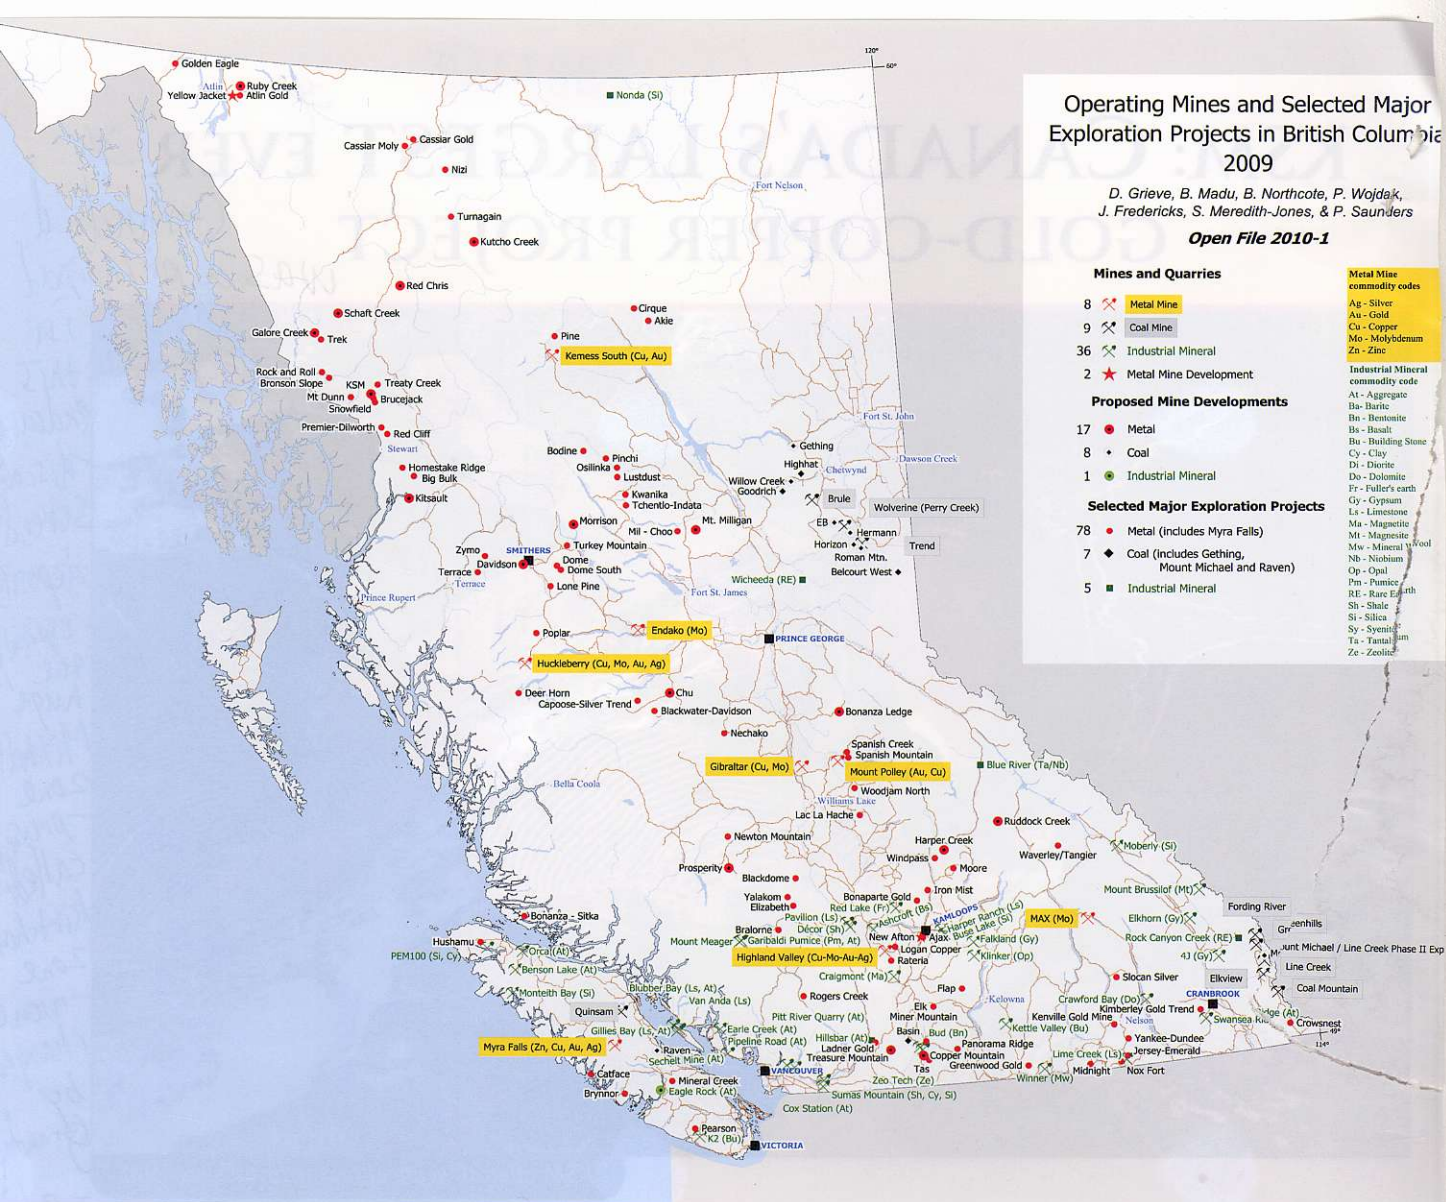 120°
60°
Golden Eagle
Atlin
Ruby Creek
Yellow Jacket
Atlin Gold
Nonda (Si)
Cassiar Gold
Cassiar Moly
Nizi
Fort Nelson
Turnagain
Kutcho Creek
Red Chris
Schaft Creek
Galore Creek
Trek
Cirque
Akie
Pine
Kemess South (Cu, Au)
Rock and Roll
Bronson Slope
KSM
Treaty Creek
Mt Dunn
Brucejack
Snowfield
Premier-Dilworth
Red Cliff
Stewart
Fort St. John
Homestake Ridge
Big Bulk
Kitsault
Bodine
Pinchi
Osilinka
Lustdust
Kwanika
Tchentlo-Indata
Gething
Highhat
Chetwynd
Dawson Creek
Willow Creek
Goodrich
Brule
Wolverine (Perry Creek)
Morrison
Mil - Choo
Mt. Milligan
EB
Hermann
Horizon
Trend
Roman Mtn.
Belcourt West
Zymo
SMITHERS
Turkey Mountain
Davidson
Dome
Dome South
Terrace
Terrace
Lone Pine
Wicheeda (RE)
Fort St. James
Prince Rupert
Poplar
Endako (Mo)
PRINCE GEORGE
Huckleberry (Cu, Mo, Au, Ag)
Deer Horn
Chu
Capoose-Silver Trend
Blackwater-Davidson
Bonanza Ledge
Nechako
Spanish Creek
Spanish Mountain
Gibraltar (Cu, Mo)
Mount Polley (Au, Cu)
Blue River (Ta/Nb)
Bella Coola
Woodjam North
Williams Lake
Lac La Hache
Ruddock Creek
Newton Mountain
Harper Creek
Waverley/Tangier
Moberly (Si)
Windpass
Prosperity
Moore
Blackdome
Iron Mist
Mount Brussilof (Mt)
Yalakom
Bonaparte Gold
Elizabeth
Red Lake (Fr)
Ashcroft (Bs)
KAMLOOPS
Harper Ranch (Ls)
Buse Lake (Si)
MAX (Mo)
Fording River
Bonanza - Sitka
Pavilion (Ls)
Décor (Sh)
Elkhorn (Gy)
Bralorne
New Afton
Ajax
Falkland (Gy)
Rock Canyon Creek (RE)
Hushamu
Mount Meager
Garibaldi Pumice (Pm, At)
Logan Copper
Klinker (Op)
4J (Gy)
PEM100 (Si, Cy)
Orca (At)
Highland Valley (Cu-Mo-Au-Ag)
Rateria
Line Creek
Benson Lake (At)
Craigmont (Ma)
Slocan Silver
Elkview
Coal Mountain
Monteith Bay (Si)
Blubber Bay (Ls, At)
Rogers Creek
Flap
Kelowna
Crawford Bay (Do)
CRANBROOK
Van Anda (Ls)
Quinsam
Elk
Kimberley Gold Trend
Pitt River Quarry (At)
Miner Mountain
Kenville Gold Mine
Nelson
Crowsnest
Gillies Bay (Ls, At)
Earle Creek (At)
Basin
Bud (Bn)
Kettle Valley (Bu)
49°
Pipeline Road (At)
Hillsbar (At)
Panorama Ridge
Yankee-Dundee
114°
Myra Falls (Zn, Cu, Au, Ag)
Raven
Ladner Gold
Copper Mountain
Lime Creek (Ls)
Jersey-Emerald
Sechelt Mine (At)
Treasure Mountain
Greenwood Gold
Tas
Midnight
Nox Fort
Catface
VANCOUVER
Zeo Tech (Ze)
Winner (Mw)
Mineral Creek
Brynnor
Eagle Rock (At)
Sumas Mountain (Sh, Cy, Si)
Cox Station (At)
Pearson
K2 (Bu)
VICTORIA
Operating Mines and Selected Major
Exploration Projects in British Columbia
2009
D. Grieve, B. Madu, B. Northcote, P. Wojdak,
J. Fredericks, S. Meredith-Jones, & P. Saunders
Open File 2010-1
Mines and Quarries
8 Metal Mine
9 Coal Mine
36 Industrial Mineral
2 Metal Mine Development
Proposed Mine Developments
17 Metal
8 Coal
1 Industrial Mineral
Selected Major Exploration Projects
78 Metal (includes Myra Falls)
7 Coal (includes Gething,
Mount Michael and Raven)
5 Industrial Mineral
Metal Mine
commodity codes
Ag - Silver
Au - Gold
Cu - Copper
Mo - Molybdenum
Zn - Zinc
Industrial Mineral
commodity code
At - Aggregate
Ba- Barite
Bn - Bentonite
Bs - Basalt
Bu - Building Stone
Cy - Clay
Di - Diorite
Do - Dolomite
Fr - Fuller's earth
Gy - Gypsum
Ls - Limestone
Ma - Magnetite
Mt - Magnesite
Mw - Mineral Wool
Nb - Niobium
Op - Opal
Pm - Pumice
RE - Rare Earth
Sh - Shale
Si - Silica
Sy - Syenite
Ta - Tantalum
Ze - Zeolite